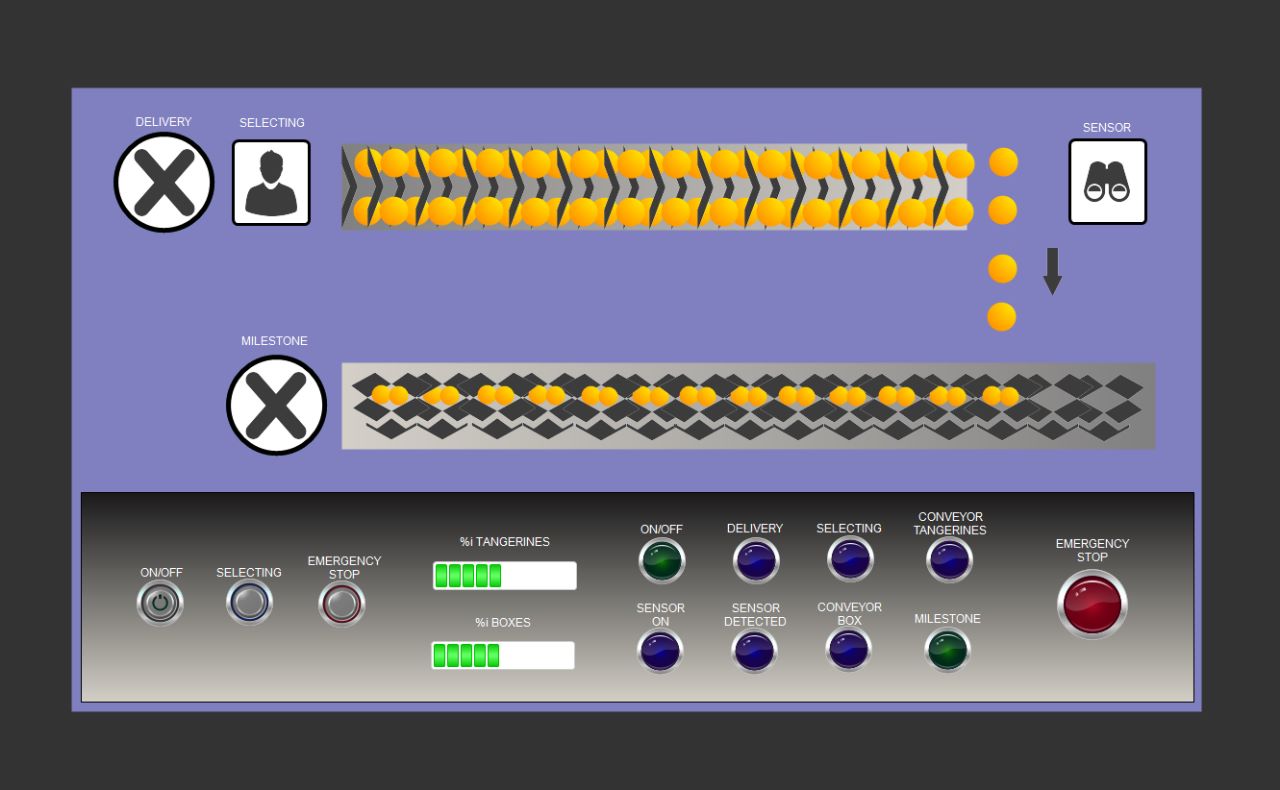 DELIVERY
SELECTING
SENSOR
MILESTONE
ON/OFF
SELECTING
EMERGENCY
STOP
%i TANGERINES
%i BOXES
ON/OFF
DELIVERY
SELECTING
CONVEYOR
TANGERINES
SENSOR
ON
SENSOR
DETECTED
CONVEYOR
BOX
MILESTONE
EMERGENCY
STOP